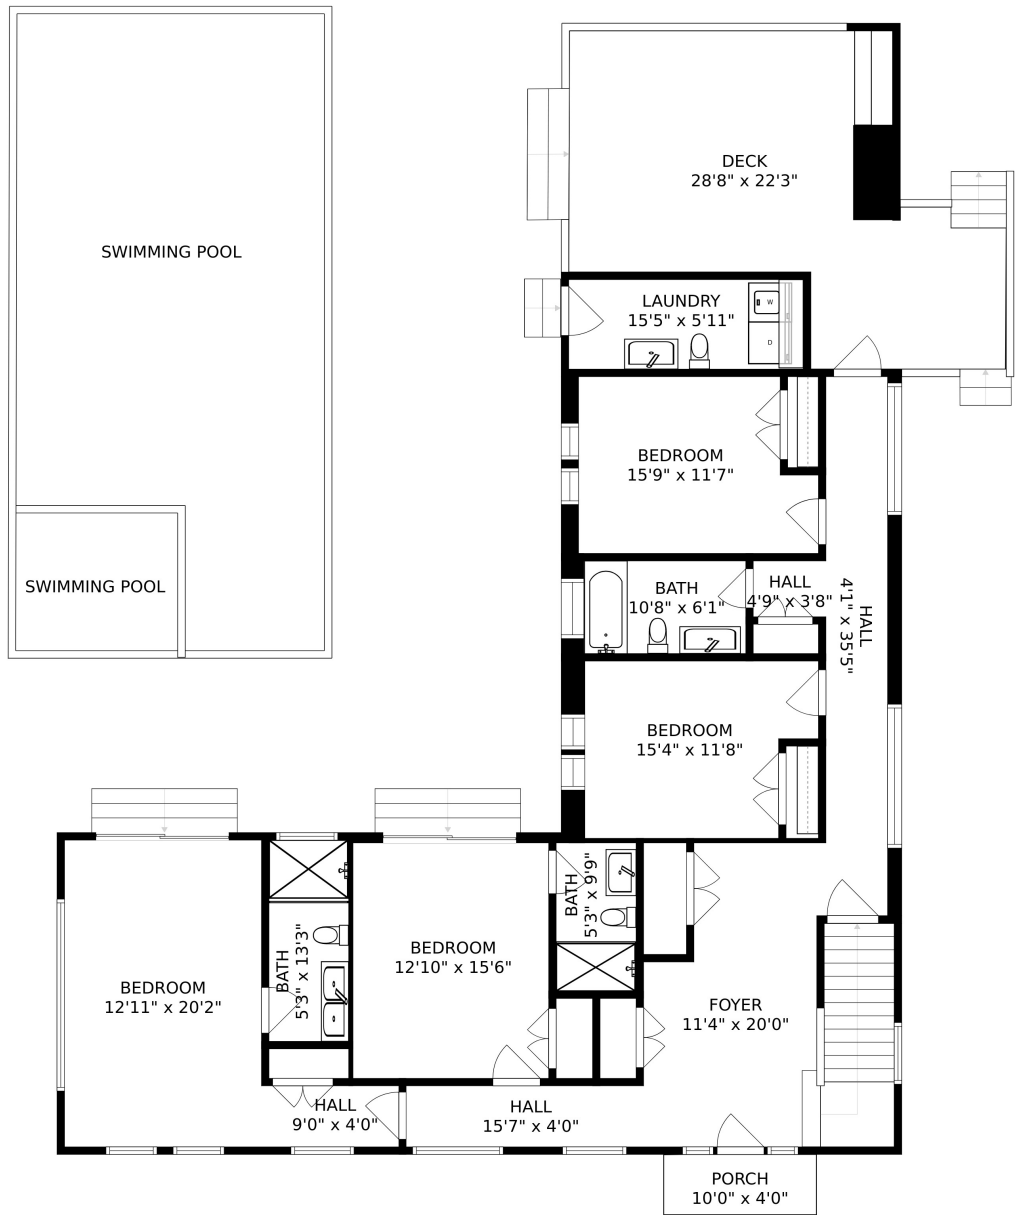 DECK
28'8" x 22'3"
SWIMMING POOL
LAUNDRY
15'5" x 5'11"
W
D
BEDROOM
15'9" x 11'7"
SWIMMING POOL
BATH
10'8" x 6'1"
HALL
4'9" x 3'8"
HALL
4'1" x 35'5"
BEDROOM
15'4" x 11'8"
BATH
5'3" x 9'9"
BEDROOM
12'10" x 15'6"
BATH
5'3" x 13'3"
BEDROOM
12'11" x 20'2"
FOYER
11'4" x 20'0"
HALL
9'0" x 4'0"
HALL
15'7" x 4'0"
PORCH
10'0" x 4'0"